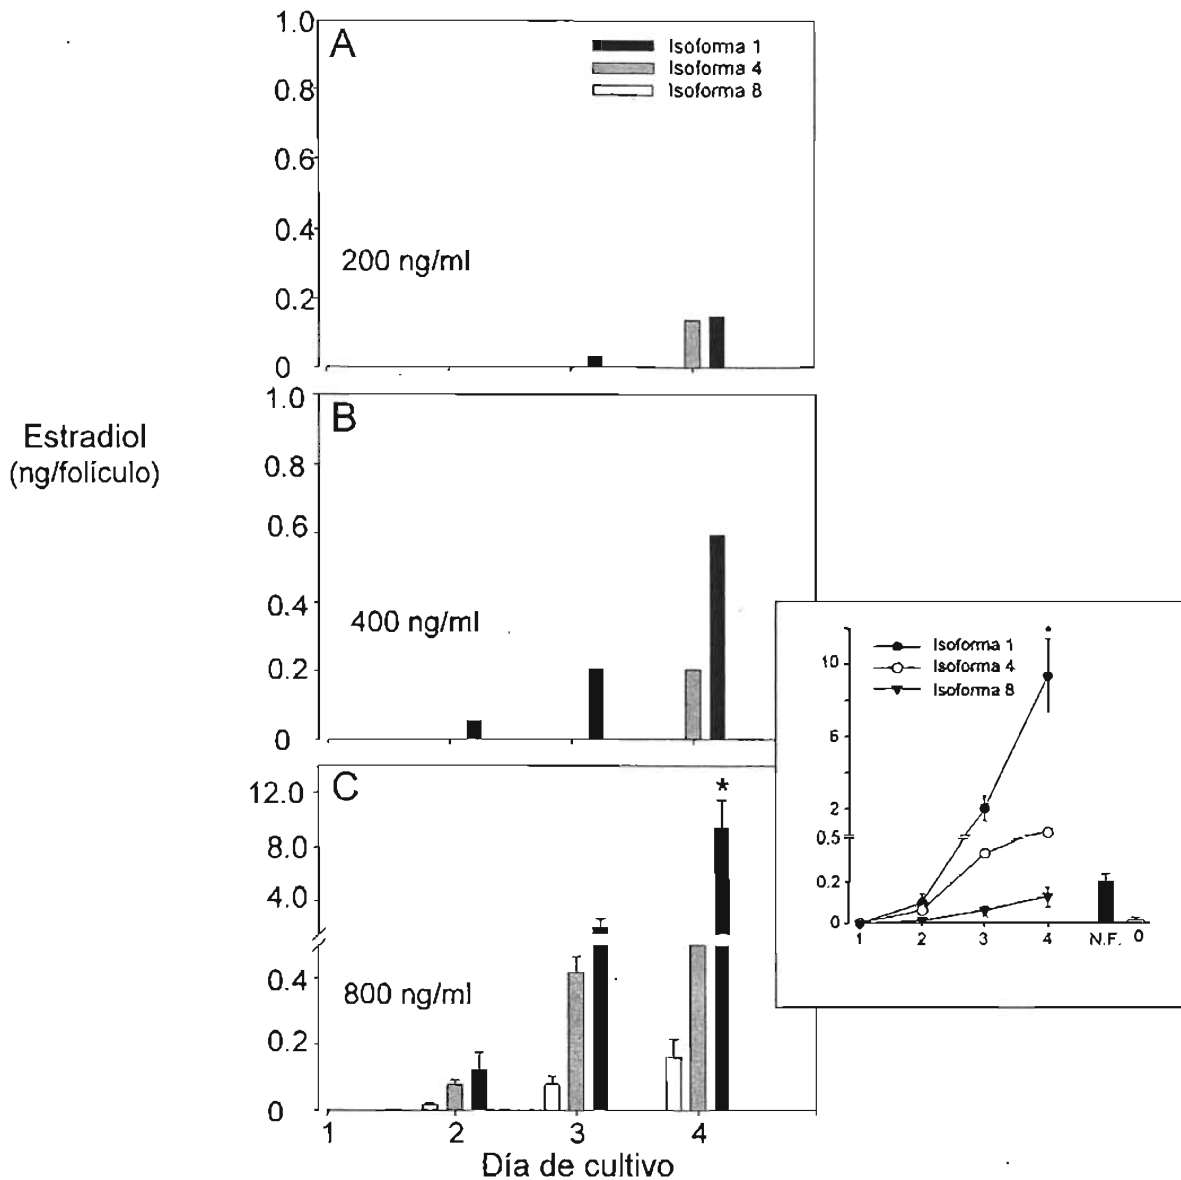 A
1.0
0.8
0.6
0.4
0.2
0
Isoforma 1
Isoforma 4
Isoforma 8
200 ng/ml
B
1.0
0.8
0.6
0.4
0.2
0
400 ng/ml
Estradiol
(ng/folículo)
C
12.0
8.0
4.0
0.4
0.2
0
*
800 ng/ml
1 2 3 4
Día de cultivo
10
6
2
0.5
0.2
0
Isoforma 1
Isoforma 4
Isoforma 8
1 2 3 4 N.F. 0